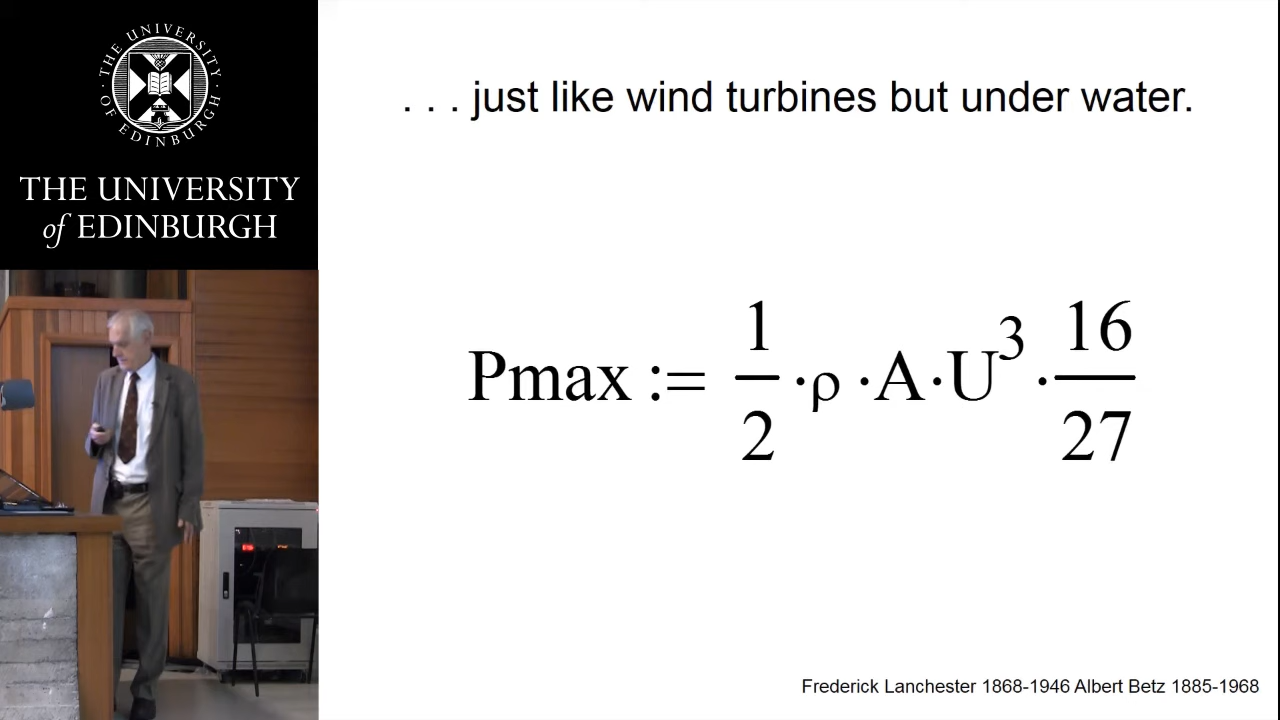 THE UNIVERSITY
OF EDINBURGH
THE UNIVERSITY
of EDINBURGH
. . . just like wind turbines but under water.
Pmax := 1/2 ·ρ ·A·U³ · 16/27
Frederick Lanchester 1868-1946 Albert Betz 1885-1968